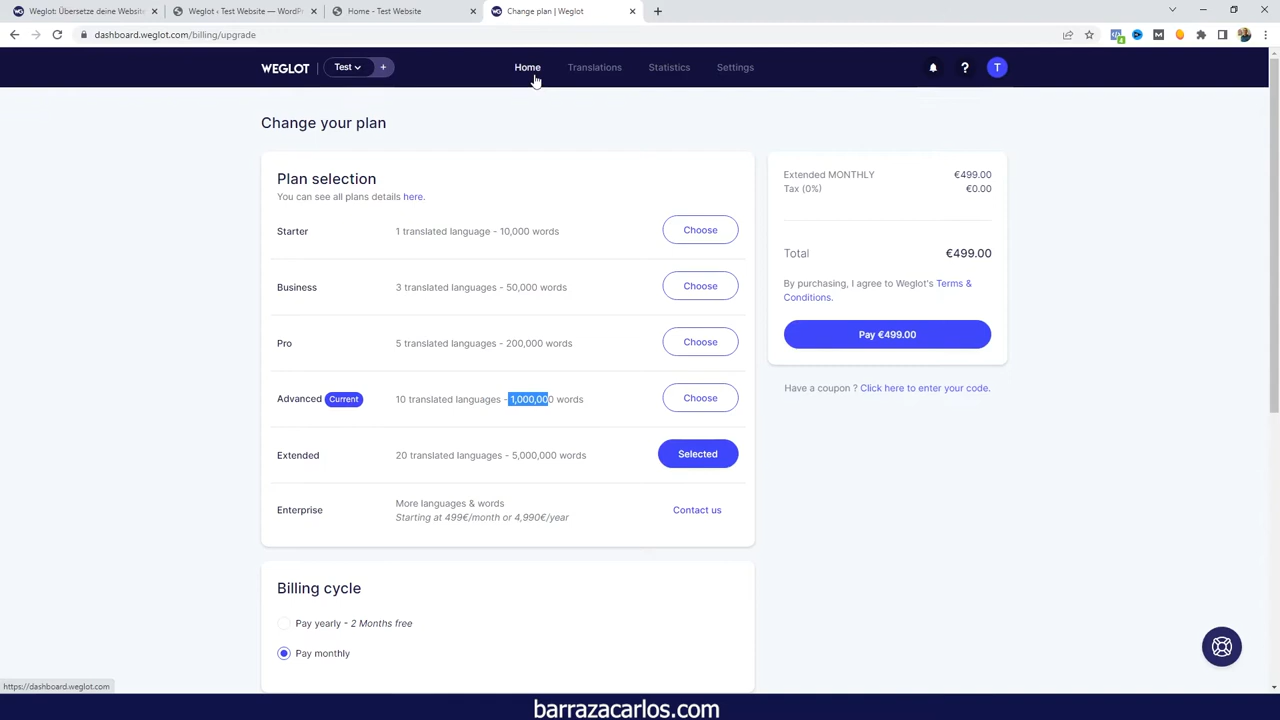 Weglot: Übersetze deine Website
Weglot ‹ Test Website — WordPr
Home - Test Website
Change plan | Weglot
dashboard.weglot.com/billing/upgrade
WEGLOT
Test
+
Home
Translations
Statistics
Settings
?
T
Change your plan
Plan selection
You can see all plans details here.
Starter
1 translated language - 10,000 words
Choose
Business
3 translated languages - 50,000 words
Choose
Pro
5 translated languages - 200,000 words
Choose
Advanced Current
10 translated languages - 1,000,000 words
Choose
Extended
20 translated languages - 5,000,000 words
Selected
Enterprise
More languages & words
Starting at 499€/month or 4,990€/year
Contact us
Extended MONTHLY €499.00
Tax (0%) €0.00
Total €499.00
By purchasing, I agree to Weglot's Terms &
Conditions.
Pay €499.00
Have a coupon ? Click here to enter your code.
Billing cycle
Pay yearly - 2 Months free
Pay monthly
https://dashboard.weglot.com
barrazacarlos.com